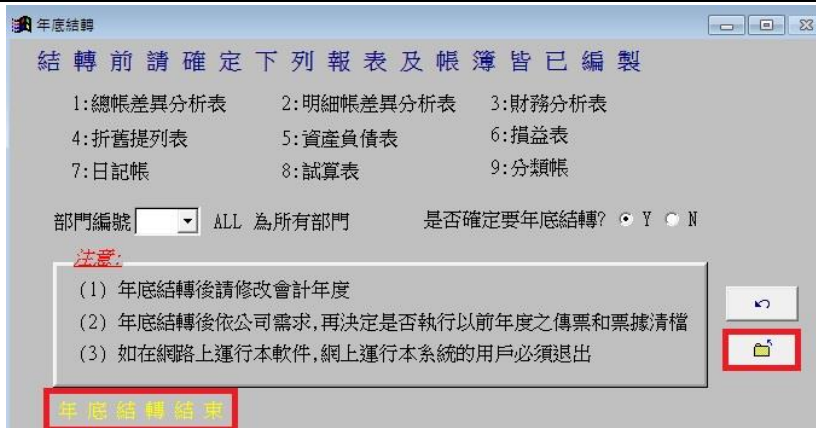 年底結轉
結轉前請確定下列報表及帳簿皆已編製
1:總帳差異分析表 2:明細帳差異分析表 3:財務分析表
4:折舊提列表 5:資產負債表 6:損益表
7:日記帳 8:試算表 9:分類帳
部門編號 ALL 為所有部門 是否確定要年底結轉? Y N
注意:
(1) 年底結轉後請修改會計年度
(2) 年底結轉後依公司需求,再決定是否執行以前年度之傳票和票據清檔
(3) 如在網路上運行本軟件,網上運行本系統的用戶必須退出
年底結轉結束